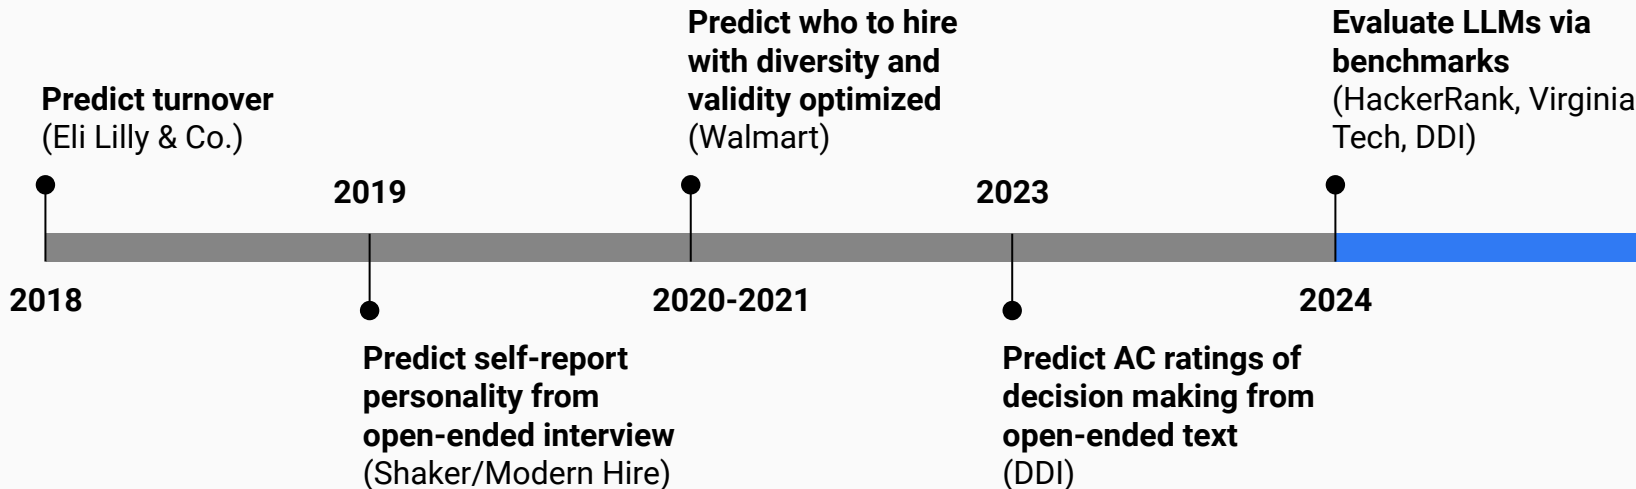 Predict turnover
(Eli Lilly & Co.)
2018
2019
Predict self-report
personality from
open-ended interview
(Shaker/Modern Hire)
Predict who to hire
with diversity and
validity optimized
(Walmart)
2020-2021
2023
Predict AC ratings of
decision making from
open-ended text
(DDI)
Evaluate LLMs via
benchmarks
(HackerRank, Virginia
Tech, DDI)
2024